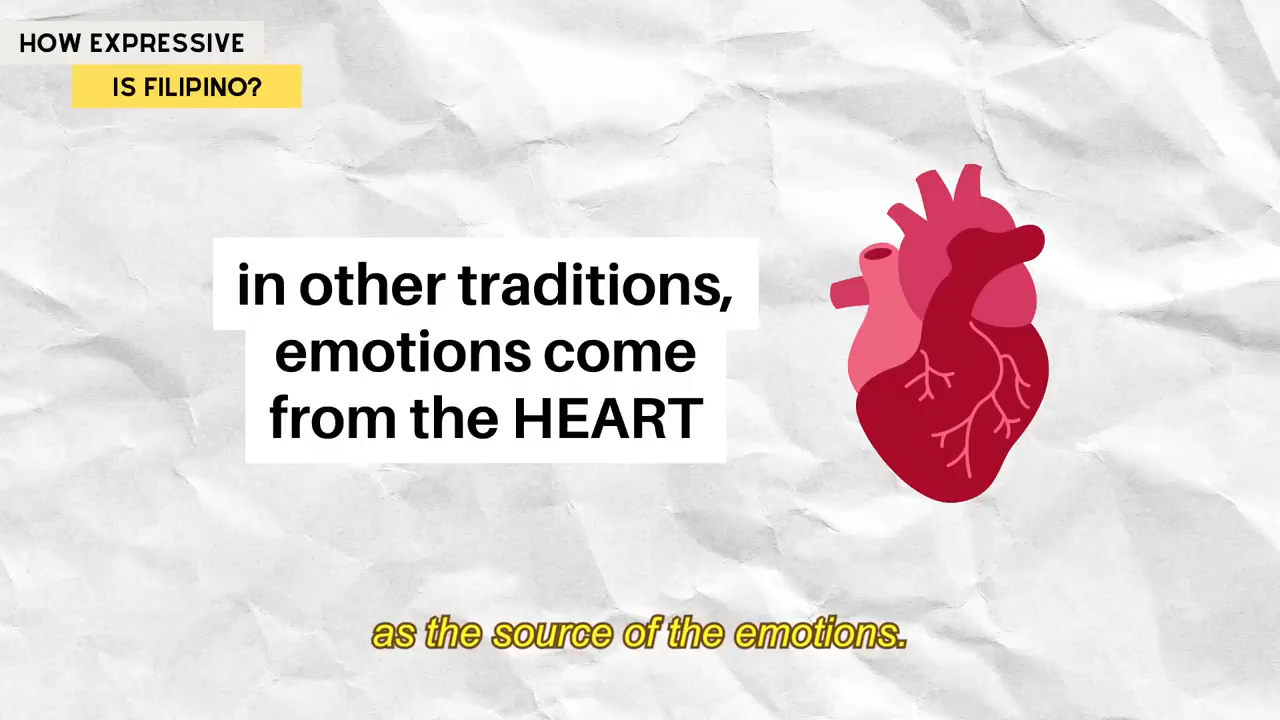 HOW EXPRESSIVE
IS FILIPINO?
in other traditions,
emotions come
from the HEART
as the source of the emotions.